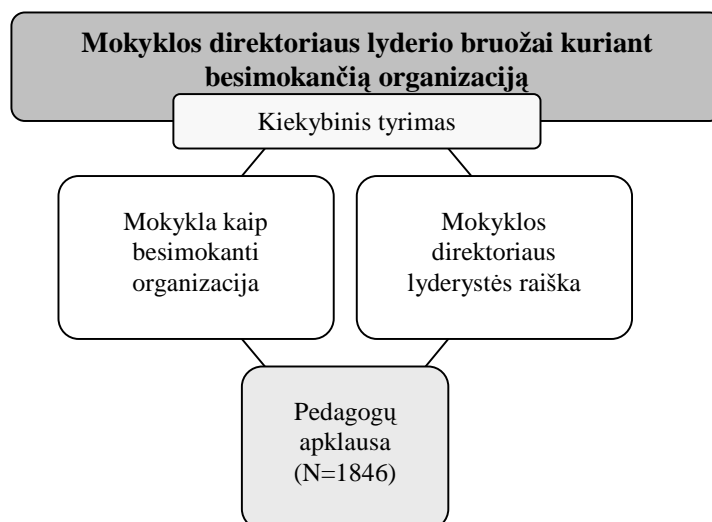 Mokyklos direktoriaus lyderio bruožai kuriant
besimokančią organizaciją
Kiekybinis tyrimas
Mokykla kaip
besimokanti
organizacija
Mokyklos
direktoriaus
lyderystės raiška
Pedagogų
apklausa
(N=1846)